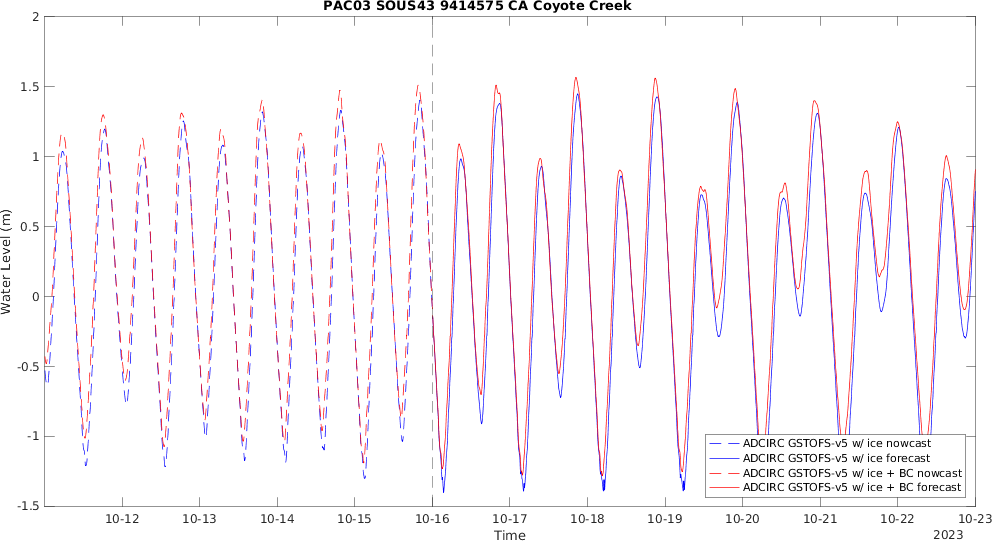 PAC03 SOUS43 9414575 CA Coyote Creek
2
1.5
1
0.5
0
-0.5
-1
-1.5
Water Level (m)
ADCIRC GSTOFS-v5 w/ ice nowcast
ADCIRC GSTOFS-v5 w/ ice forecast
ADCIRC GSTOFS-v5 w/ ice + BC nowcast
ADCIRC GSTOFS-v5 w/ ice + BC forecast
10-12 10-13 10-14 10-15 10-16 10-17 10-18 10-19 10-20 10-21 10-22 10-23
Time
2023